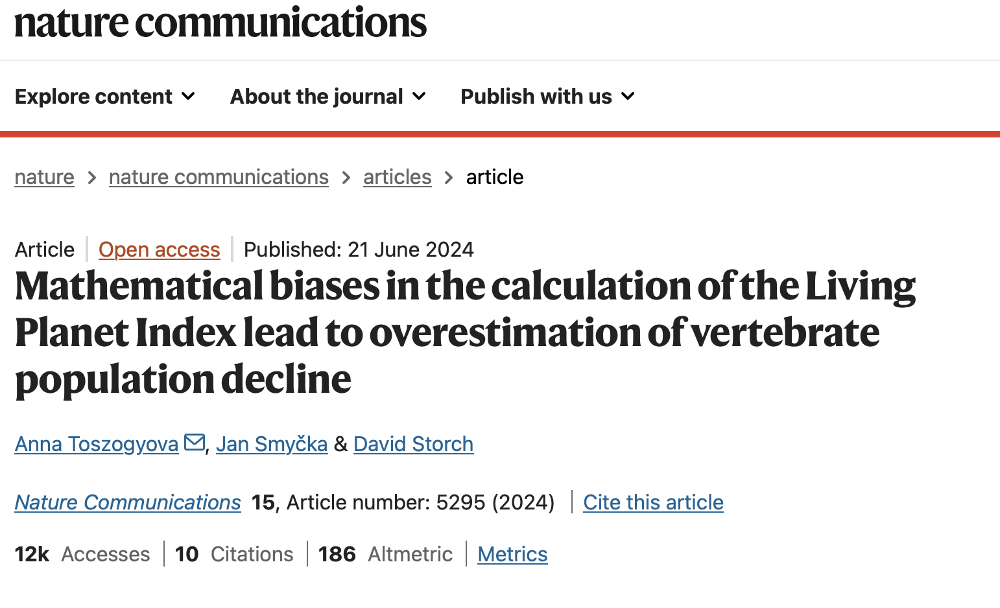 nature communications
Explore content About the journal Publish with us
nature > nature communications > articles > article
Article | Open access | Published: 21 June 2024
Mathematical biases in the calculation of the Living
Planet Index lead to overestimation of vertebrate
population decline
Anna Toszogyova, Jan Smyčka & David Storch
Nature Communications 15, Article number: 5295 (2024) | Cite this article
12k Accesses | 10 Citations | 186 Altmetric | Metrics